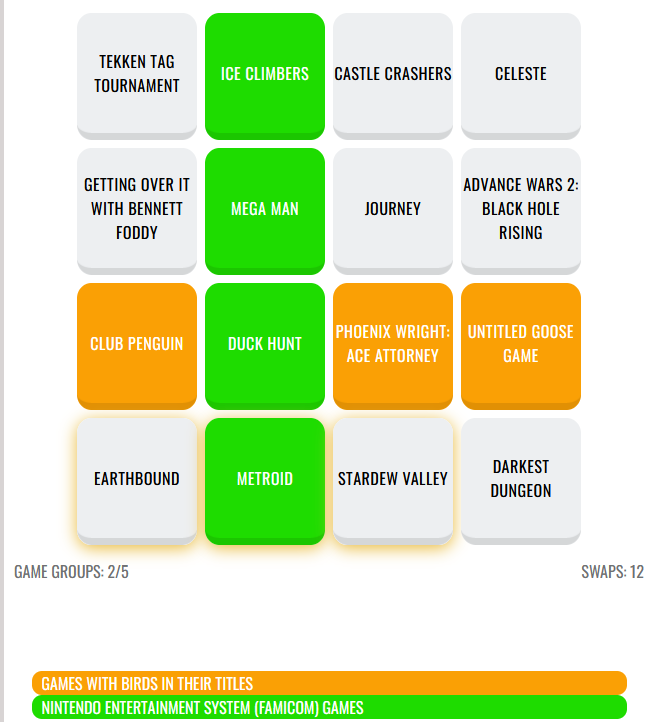 TEKKEN TAG
TOURNAMENT
ICE CLIMBERS
CASTLE CRASHERS
CELESTE
GETTING OVER IT
WITH BENNETT
FODDY
MEGA MAN
JOURNEY
ADVANCE WARS 2:
BLACK HOLE
RISING
CLUB PENGUIN
DUCK HUNT
PHOENIX WRIGHT:
ACE ATTORNEY
UNTITLED GOOSE
GAME
EARTHBOUND
METROID
STARDEW VALLEY
DARKEST
DUNGEON
GAME GROUPS: 2/5
SWAPS: 12
GAMES WITH BIRDS IN THEIR TITLES
NINTENDO ENTERTAINMENT SYSTEM (FAMICOM) GAMES